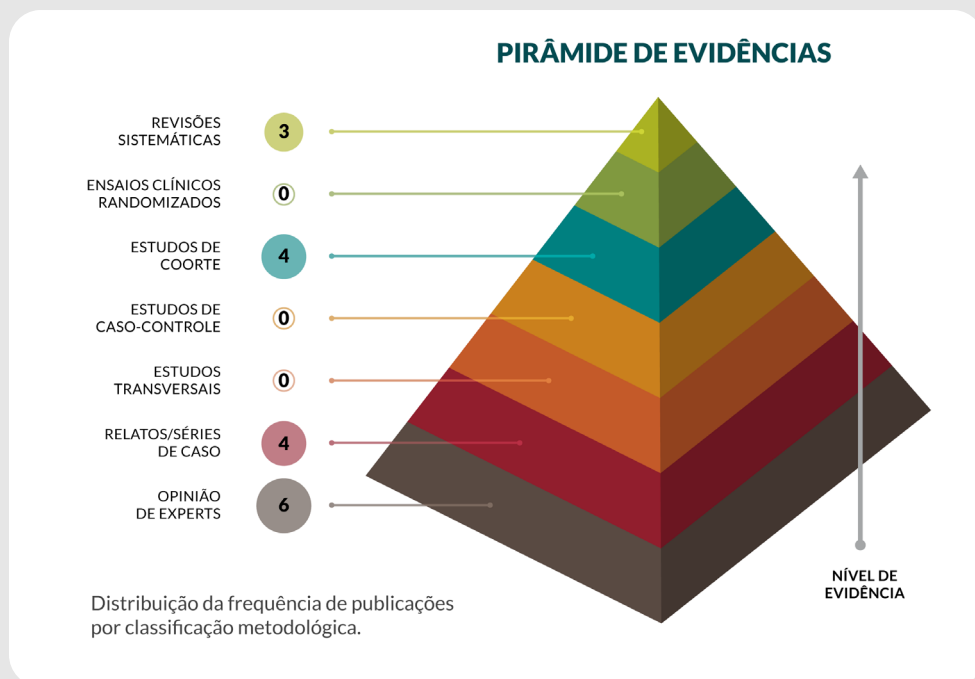 PIRÂMIDE DE EVIDÊNCIAS
REVISÕES
SISTEMÁTICAS
3
ENSAIOS CLÍNICOS
RANDOMIZADOS
0
ESTUDOS DE
COORTE
4
ESTUDOS DE
CASO-CONTROLE
0
ESTUDOS
TRANSVERSAIS
0
RELATOS/SÉRIES
DE CASO
4
OPINIÃO
DE EXPERTS
6
NÍVEL DE
EVIDÊNCIA
Distribuição da frequência de publicações
por classificação metodológica.